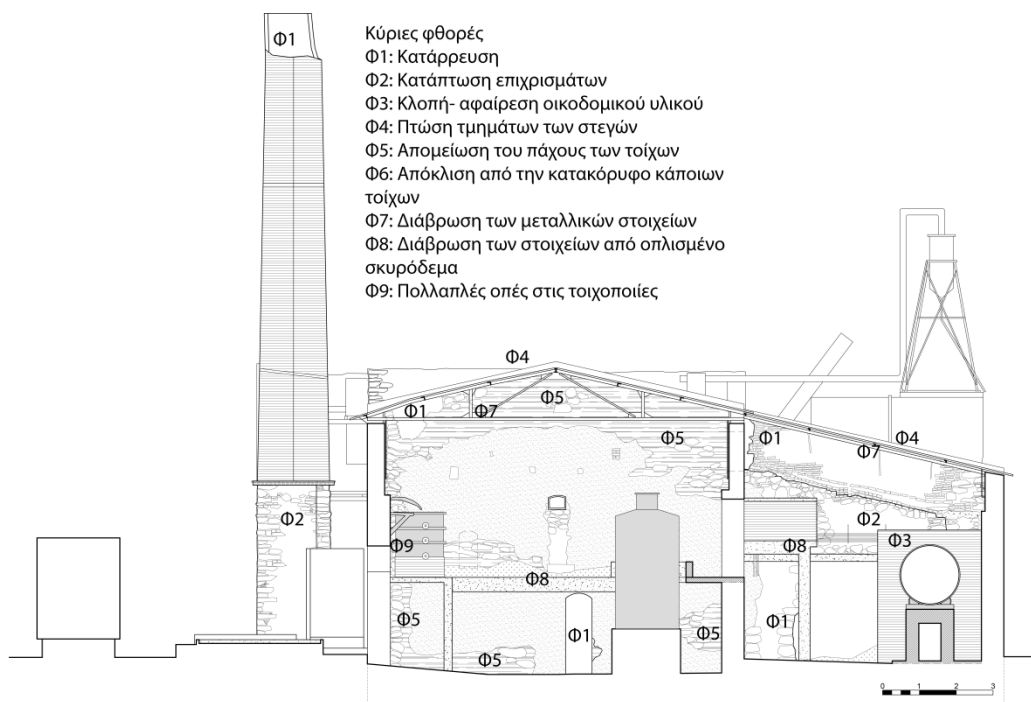 Φ1
Κύριες φθορές
Φ1: Κατάρρευση
Φ2: Κατάπτωση επιχρισμάτων
Φ3: Κλοπή- αφαίρεση οικοδομικού υλικού
Φ4: Πτώση τμημάτων των στεγών
Φ5: Απομείωση του πάχους των τοίχων
Φ6: Απόκλιση από την κατακόρυφο κάποιων
τοίχων
Φ7: Διάβρωση των μεταλλικών στοιχείων
Φ8: Διάβρωση των στοιχείων από οπλισμένο
σκυρόδεμα
Φ9: Πολλαπλές οπές στις τοιχοποιίες
Φ4
Φ5
Φ1 Φ7
Φ5 Φ1 Φ4
Φ7
Φ2 Φ2
Φ9 Φ8 Φ3
Φ8
Φ5 Φ1 Φ5 Φ1
Φ5
0 1 2 3